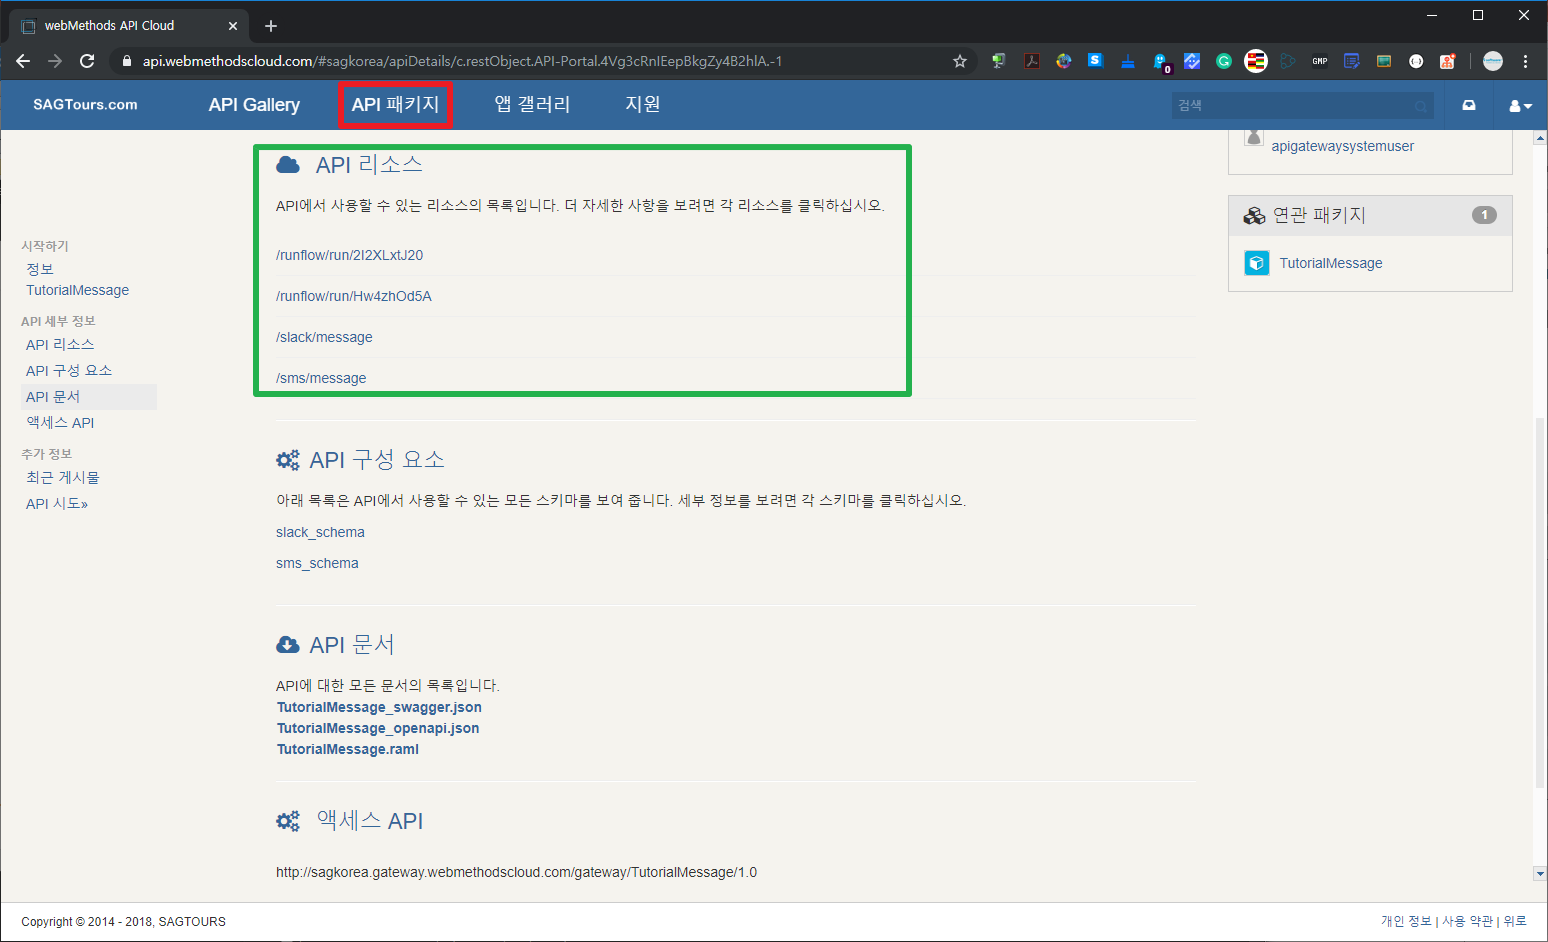 webMethods API Cloud
api.webmethodscloud.com/#sagkorea/apiDetails/c.restObject.API-Portal.4Vg3cRnIEepBkgZy4B2hlA.-1
0
GMP
SAGTours.com
API Gallery
API 패키지
앱 갤러리
지원
검색
시작하기
정보
TutorialMessage
API 세부 정보
API 리소스
API 구성 요소
API 문서
액세스 API
추가 정보
최근 게시물
API 시도»
API 리소스
API에서 사용할 수 있는 리소스의 목록입니다. 더 자세한 사항을 보려면 각 리소스를 클릭하십시오.
/runflow/run/2I2XLxtJ20
/runflow/run/Hw4zhOd5A
/slack/message
/sms/message
API 구성 요소
아래 목록은 API에서 사용할 수 있는 모든 스키마를 보여 줍니다. 세부 정보를 보려면 각 스키마를 클릭하십시오.
slack_schema
sms_schema
API 문서
API에 대한 모든 문서의 목록입니다.
TutorialMessage_swagger.json
TutorialMessage_openapi.json
TutorialMessage.raml
액세스 API
http://sagkorea.gateway.webmethodscloud.com/gateway/TutorialMessage/1.0
apigatewaysystemuser
연관 패키지
1
TutorialMessage
Copyright © 2014 - 2018, SAGTOURS
개인 정보 | 사용 약관 | 위로